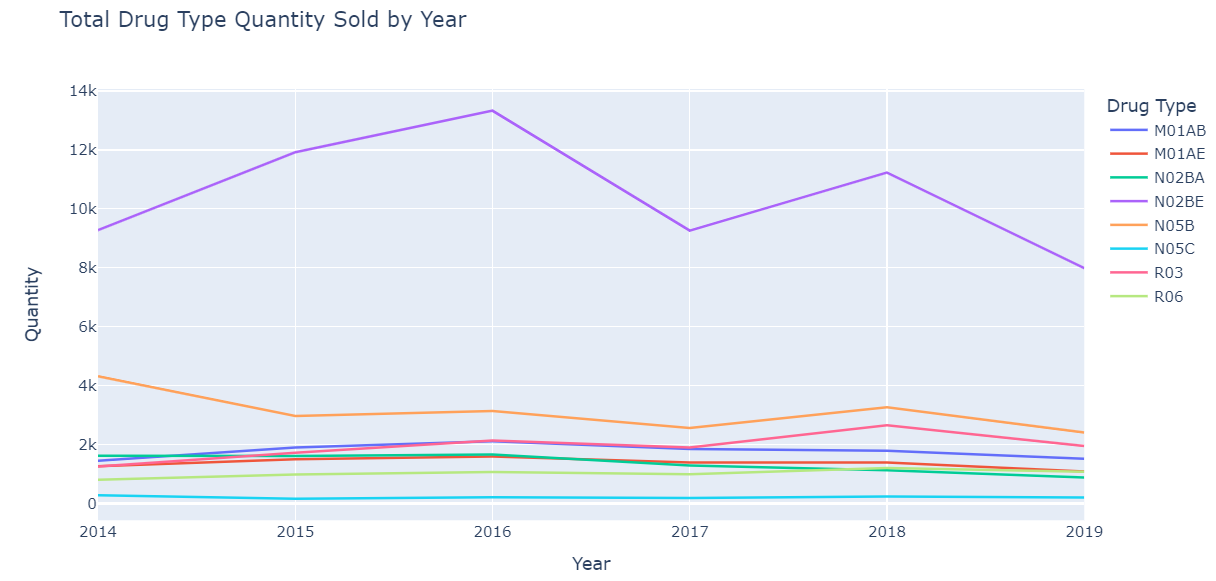 Total Drug Type Quantity Sold by Year
14k
12k
10k
8k
6k
4k
2k
0
Quantity
2014 2015 2016 2017 2018 2019
Year
Drug Type
M01AB
M01AE
N02BA
N02BE
N05B
N05C
R03
R06